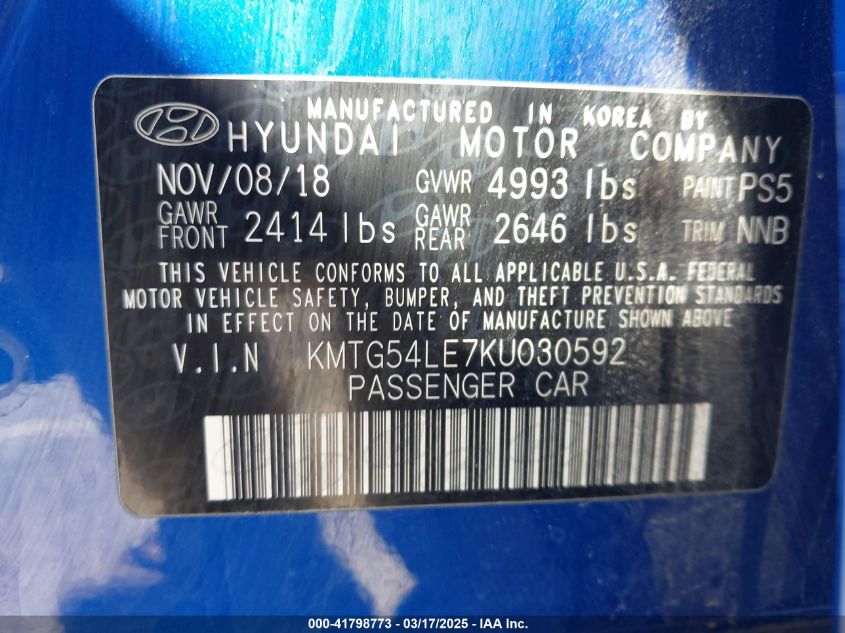 MANUFACTURED IN KOREA BY
HYUNDAI MOTOR COMPANY
NOV/08/18 GVWR 4993 lbs PAINT PS5
GAWR FRONT 2414 lbs GAWR REAR 2646 lbs TRIM NNB
THIS VEHICLE CONFORMS TO ALL APPLICABLE U.S.A. FEDERAL
MOTOR VEHICLE SAFETY, BUMPER, AND THEFT PREVENTION STANDARDS
IN EFFECT ON THE DATE OF MANUFACTURE SHOWN ABOVE
V.I.N KMTG54LE7KU030592
PASSENGER CAR
000-41798773 - 03/17/2025 - IAA Inc.